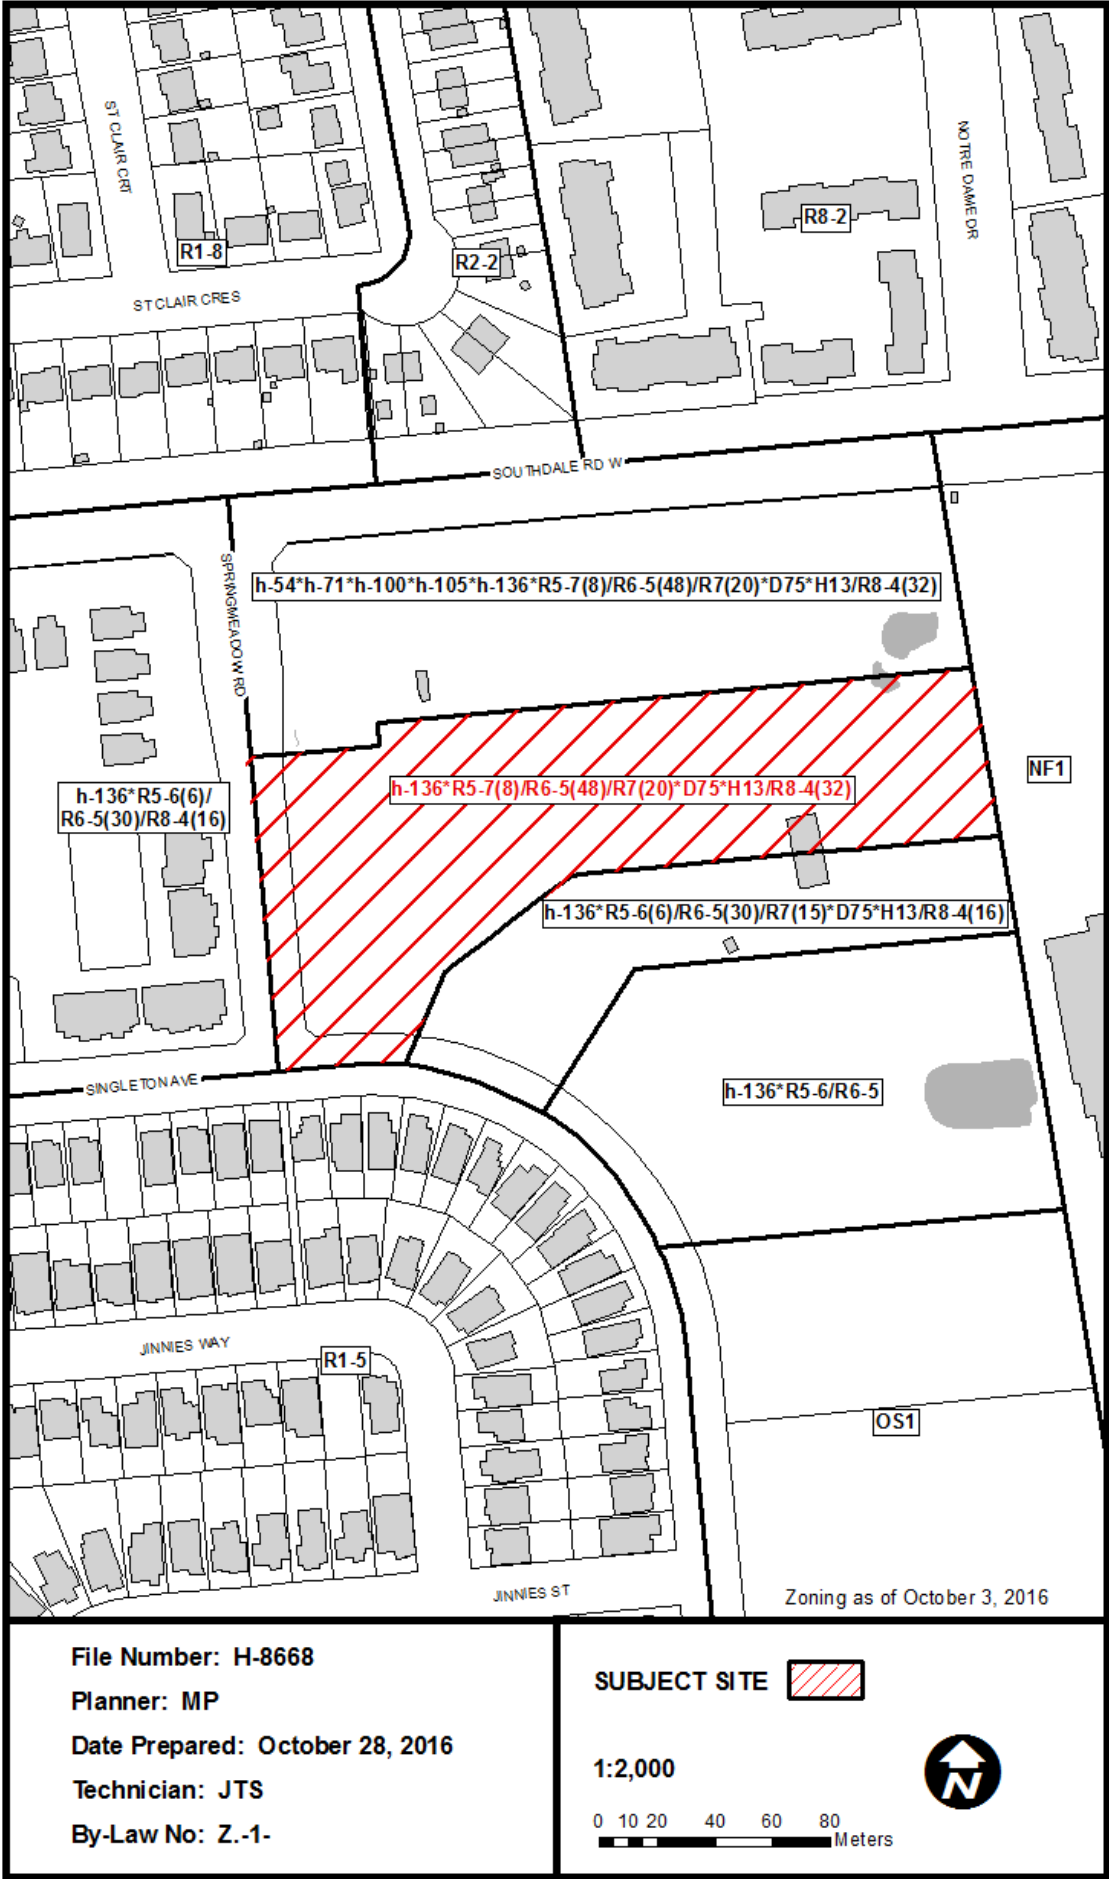 ST CLAIR CRT
NOTRE DAME DR
R8-2
R1-8
R2-2
ST CLAIR CRES
SOUTHDALE RD W
SPRINGMEADOW RD
h-54*h-71*h-100*h-105*h-136*R5-7(8)/R6-5(48)/R7(20)*D75*H13/R8-4(32)
NF1
h-136*R5-7(8)/R6-5(48)/R7(20)*D75*H13/R8-4(32)
h-136*R5-6(6)/
R6-5(30)/R8-4(16)
h-136*R5-6(6)/R6-5(30)/R7(15)*D75*H13/R8-4(16)
SINGLETON AVE
h-136*R5-6/R6-5
JINNIES WAY
R1-5
OS1
JINNIES ST
Zoning as of October 3, 2016
File Number: H-8668
Planner: MP
Date Prepared: October 28, 2016
Technician: JTS
By-Law No: Z.-1-
SUBJECT SITE
1:2,000
N
0 10 20 40 60 80
Meters